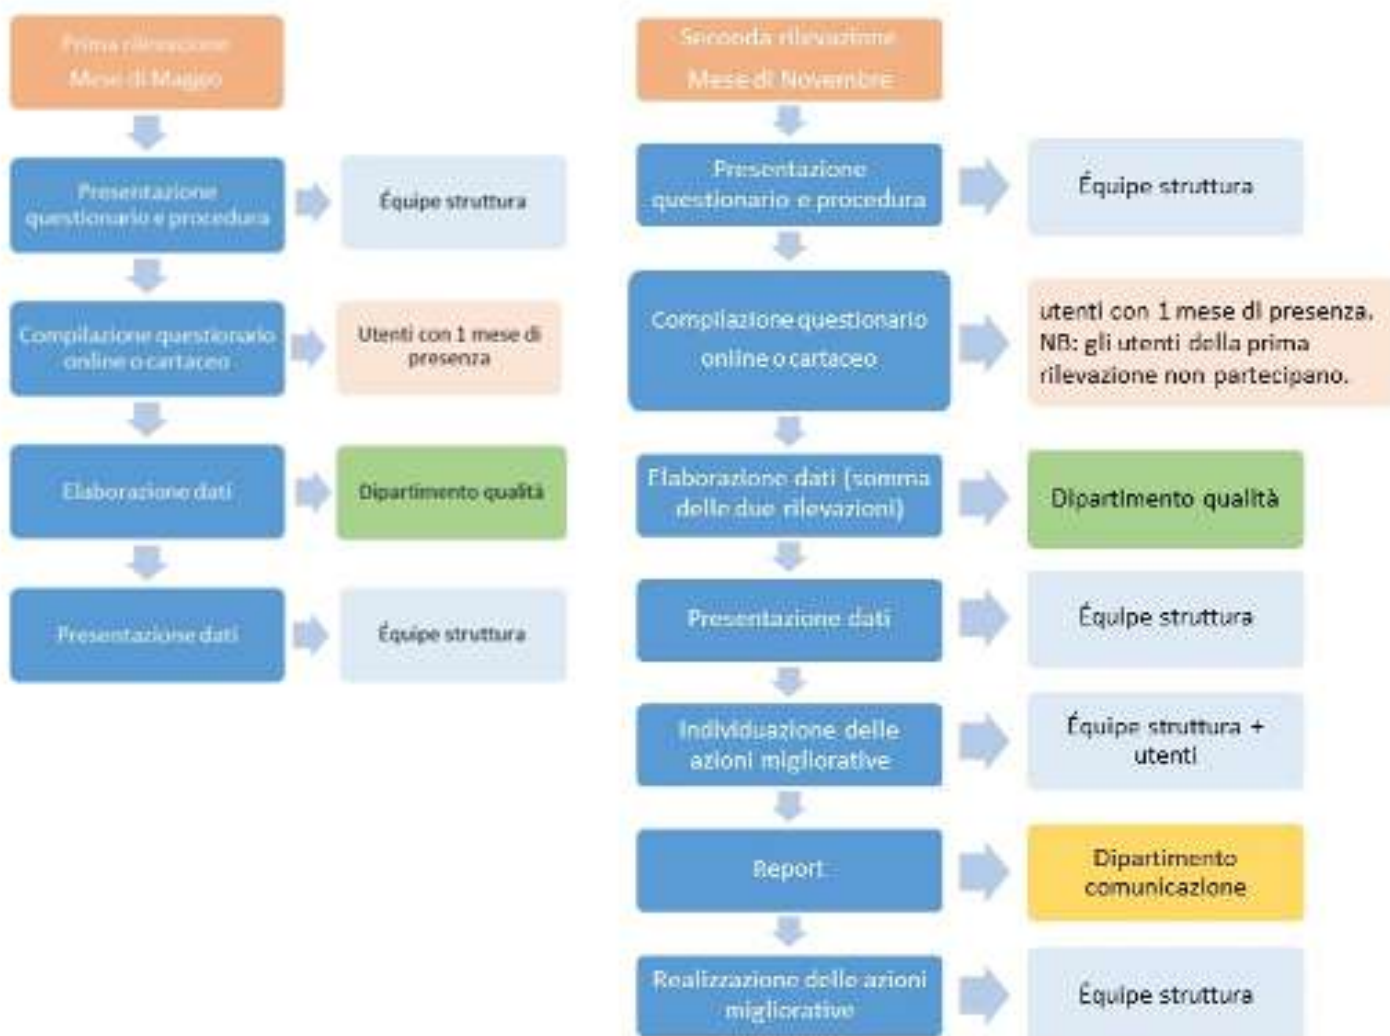 Prima rilevazione
Mese di Maggio
Presentazione
questionario e procedura
Équipe struttura
Compilazione questionario
online o cartaceo
Utenti con 1 mese di
presenza
Elaborazione dati
Dipartimento qualità
Presentazione dati
Équipe struttura
Seconda rilevazione
Mese di Novembre
Presentazione
questionario e procedura
Équipe struttura
Compilazione questionario
online o cartaceo
utenti con 1 mese di presenza.
NB: gli utenti della prima
rilevazione non partecipano.
Elaborazione dati (somma
delle due rilevazioni)
Dipartimento qualità
Presentazione dati
Équipe struttura
Individuazione delle
azioni migliorative
Équipe struttura +
utenti
Report
Dipartimento
comunicazione
Realizzazione delle azioni
migliorative
Équipe struttura